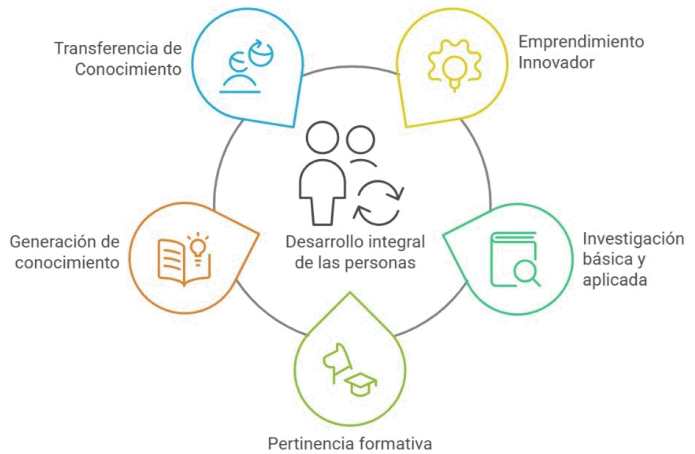 Transferencia de
Conocimiento
Emprendimiento
Innovador
Generación de
conocimiento
Desarrollo integral
de las personas
Investigación
básica y
aplicada
Pertinencia formativa